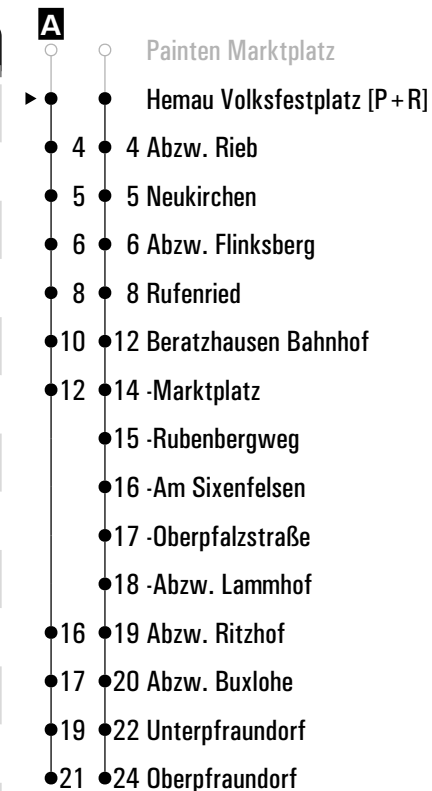 A
Painten Marktplatz
Hemau Volksfestplatz [P+R]
4 4 Abzw. Rieb
5 5 Neukirchen
6 6 Abzw. Flinksberg
8 8 Rufenried
10 12 Beratzhausen Bahnhof
12 14 -Marktplatz
15 -Rubenbergweg
16 -Am Sixenfelsen
17 -Oberpfalzstraße
18 -Abzw. Lammhof
16 19 Abzw. Ritzhof
17 20 Abzw. Buxlohe
19 22 Unterpfraundorf
21 24 Oberpfraundorf